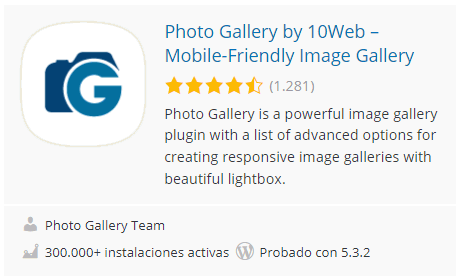 Photo Gallery by 10Web –
Mobile-Friendly Image Gallery
(1.281)
Photo Gallery is a powerful image gallery
plugin with a list of advanced options for
creating responsive image galleries with
beautiful lightbox.
Photo Gallery Team
300.000+ instalaciones activas Probado con 5.3.2